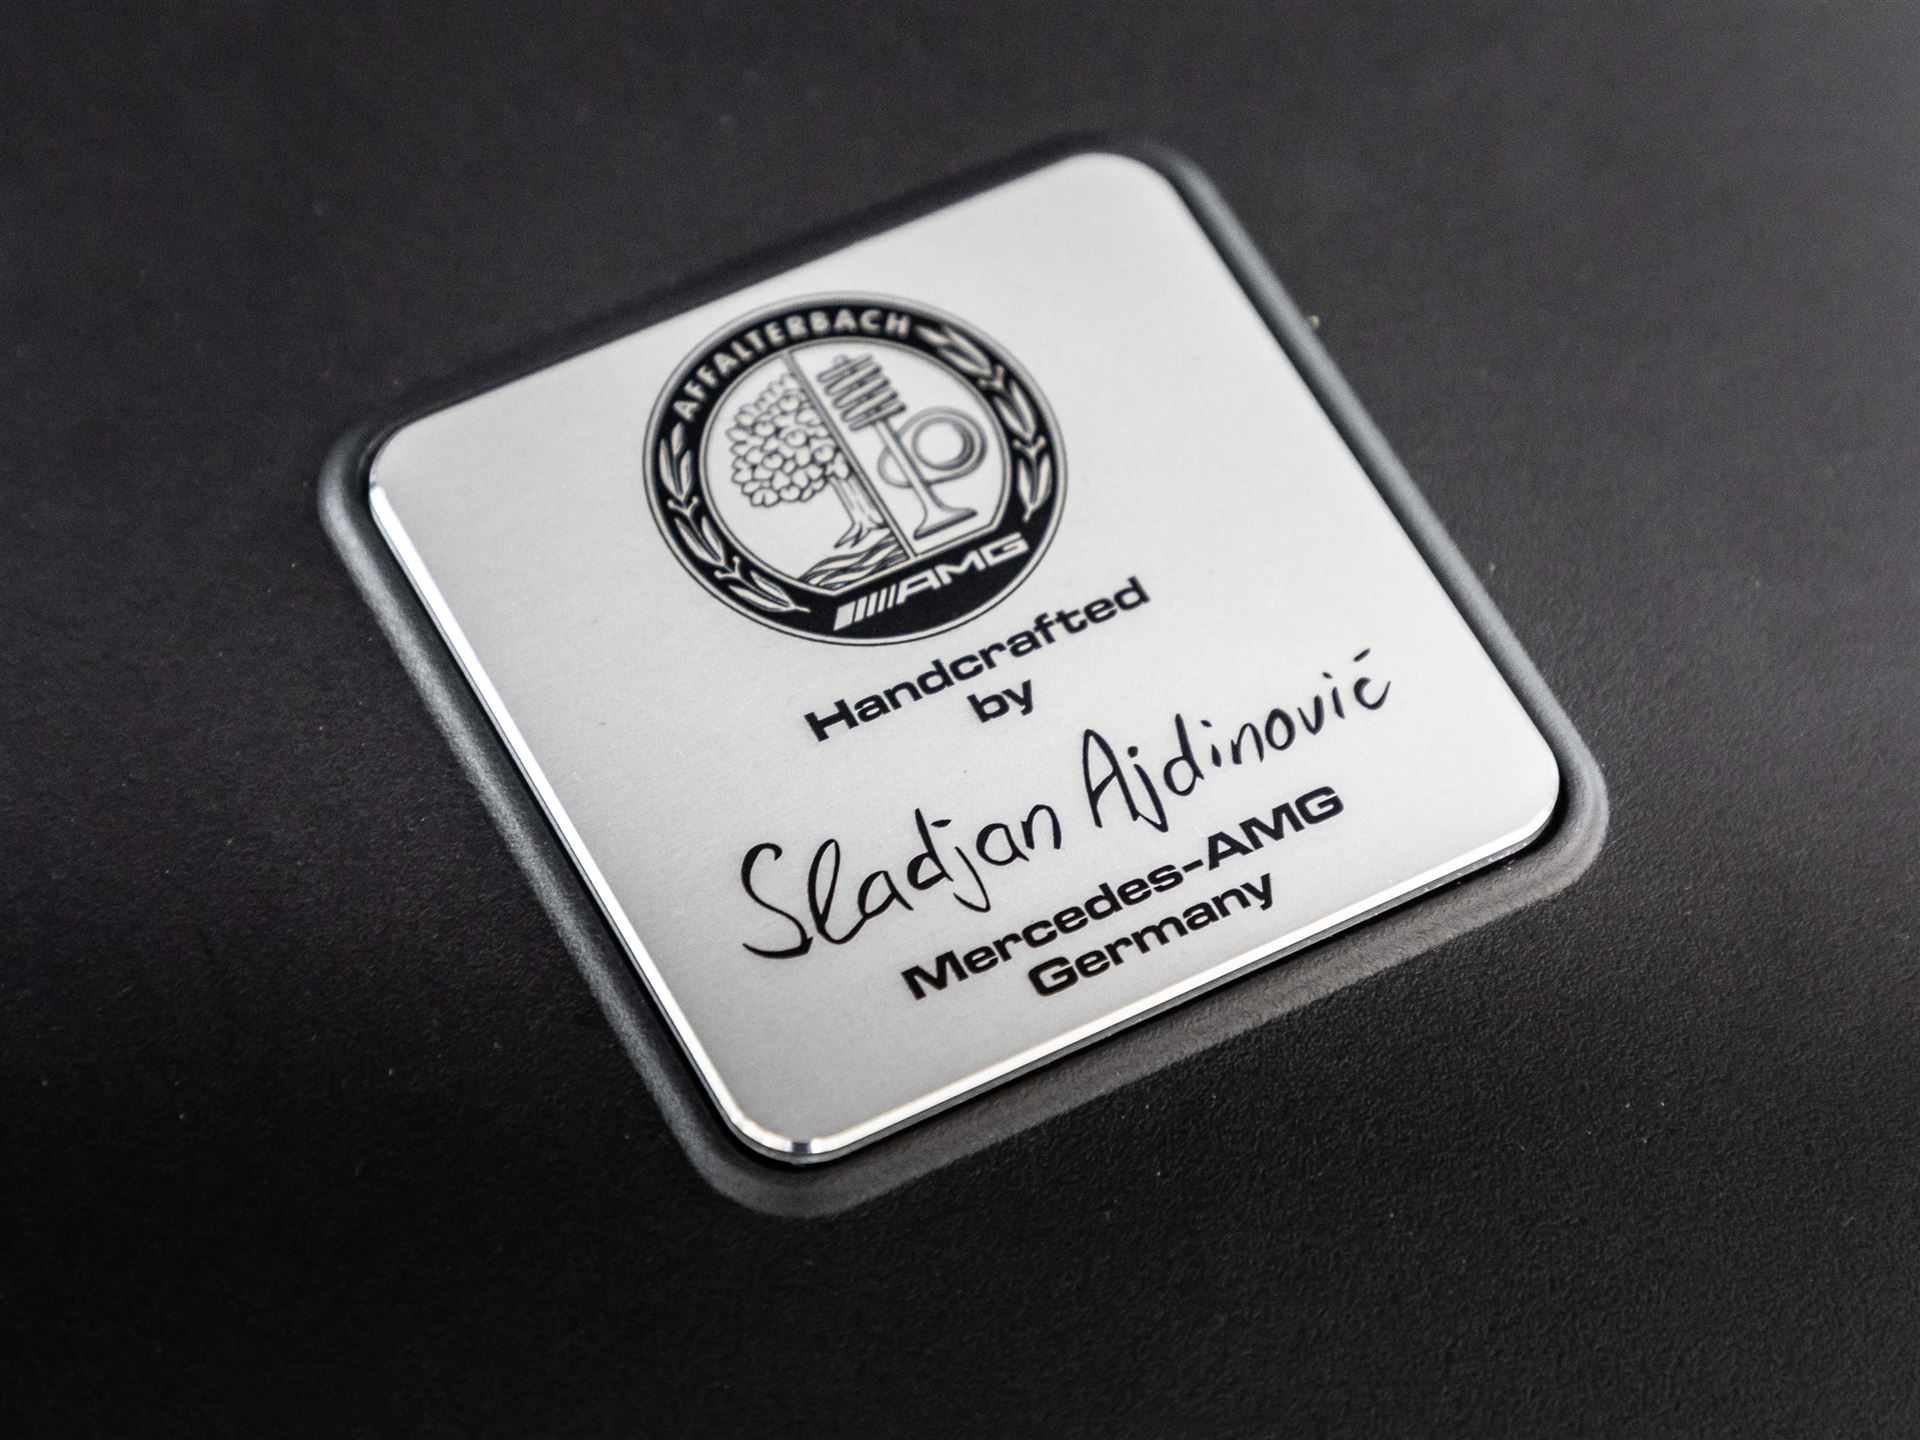 AFFALTERBACH
AMG
Handcrafted
by
Sladjan Ajdinović
Mercedes-AMG
Germany